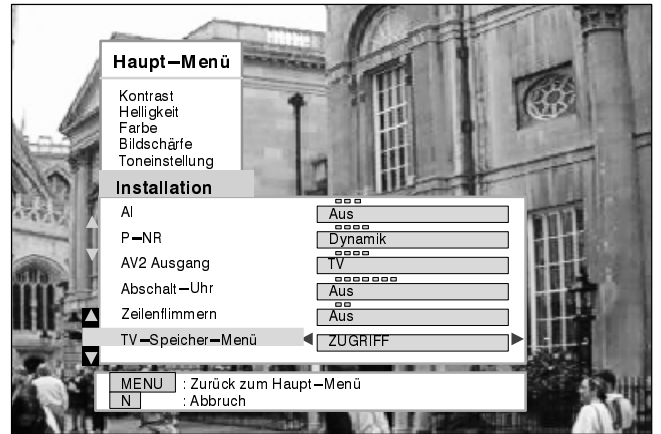 Haupt–Menü
Kontrast
Helligkeit
Farbe
Bildschärfe
Toneinstellung
Installation
AI Aus
P–NR Dynamik
AV2 Ausgang TV
Abschalt–Uhr Aus
Zeilenflimmern Aus
TV–Speicher–Menü ZUGRIFF
MENU : Zurück zum Haupt–Menü
N : Abbruch